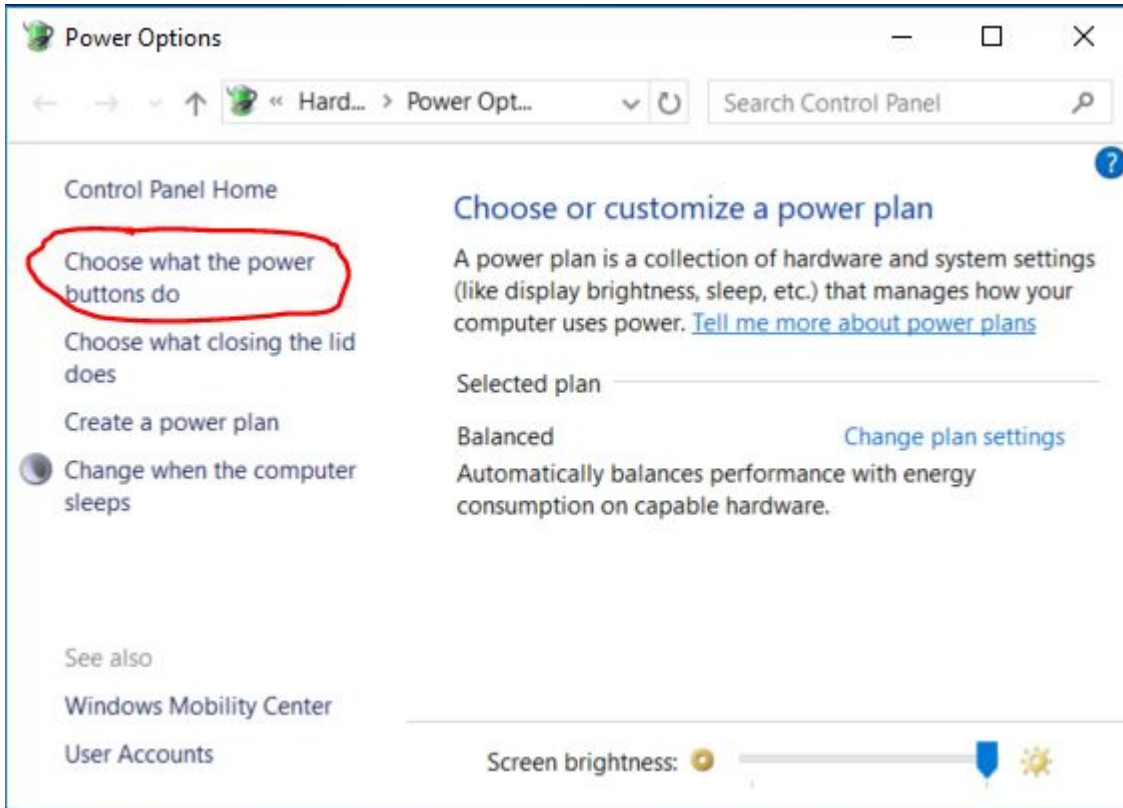 Power Options
« Hard... > Power Opt...
Search Control Panel
?
Control Panel Home
Choose what the power
buttons do
Choose what closing the lid
does
Create a power plan
Change when the computer
sleeps
See also
Windows Mobility Center
User Accounts
Choose or customize a power plan
A power plan is a collection of hardware and system settings
(like display brightness, sleep, etc.) that manages how your
computer uses power. Tell me more about power plans
Selected plan
Balanced
Change plan settings
Automatically balances performance with energy
consumption on capable hardware.
Screen brightness: